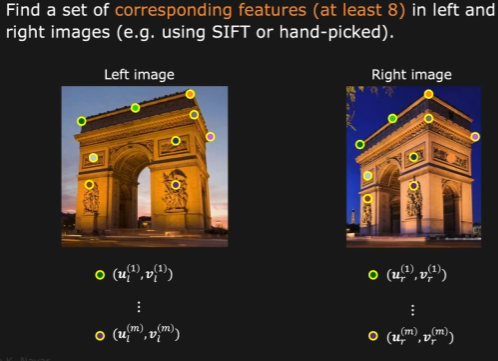 Find a set of corresponding features (at least 8) in left and
right images (e.g. using SIFT or hand-picked).
Left image Right image
(u_l^(1), v_l^(1)) (u_r^(1), v_r^(1))
⋮ ⋮
(u_l^(m), v_l^(m)) (u_r^(m), v_r^(m))